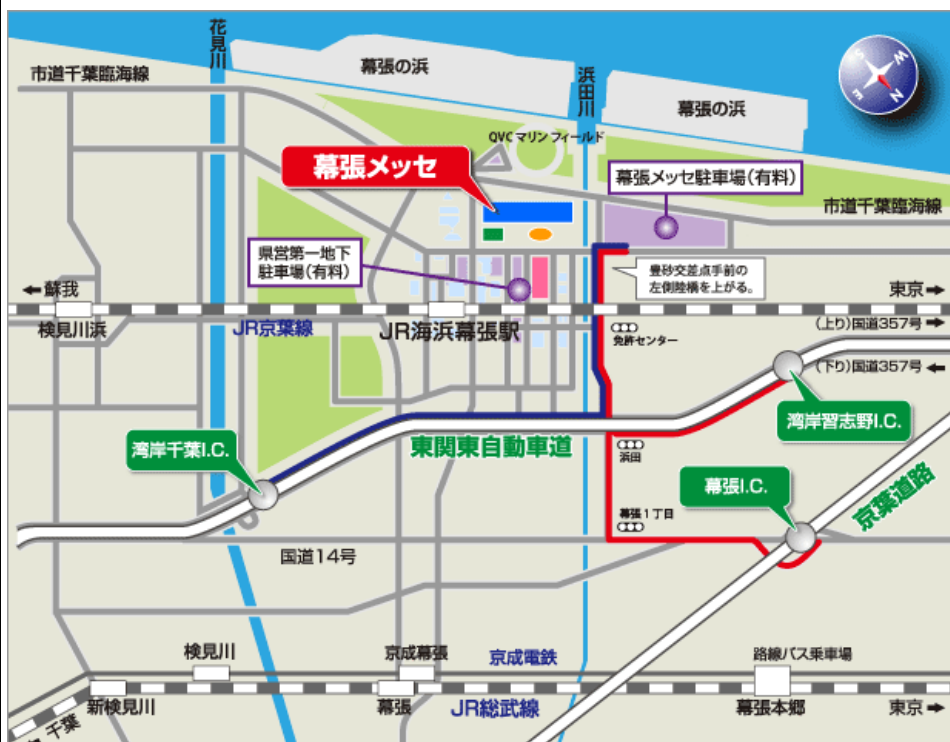 花見川
幕張の浜
浜田川
幕張の浜
W
S
N
E
市道千葉臨海線
QVC マリン フィールド
幕張メッセ
幕張メッセ駐車場(有料)
市道千葉臨海線
県営第一地下
駐車場(有料)
豊砂交差点手前の
左側陸橋を上がる。
←蘇我
東京→
検見川浜
JR京葉線
JR海浜幕張駅
免許センター
(上り)国道357号→
(下り)国道357号←
湾岸習志野I.C.
湾岸千葉I.C.
東関東自動車道
浜田
幕張I.C.
京葉道路
幕張1丁目
国道14号
検見川
京成幕張
京成電鉄
路線バス乗車場
新検見川
幕張
JR総武線
幕張本郷
東京→
千葉